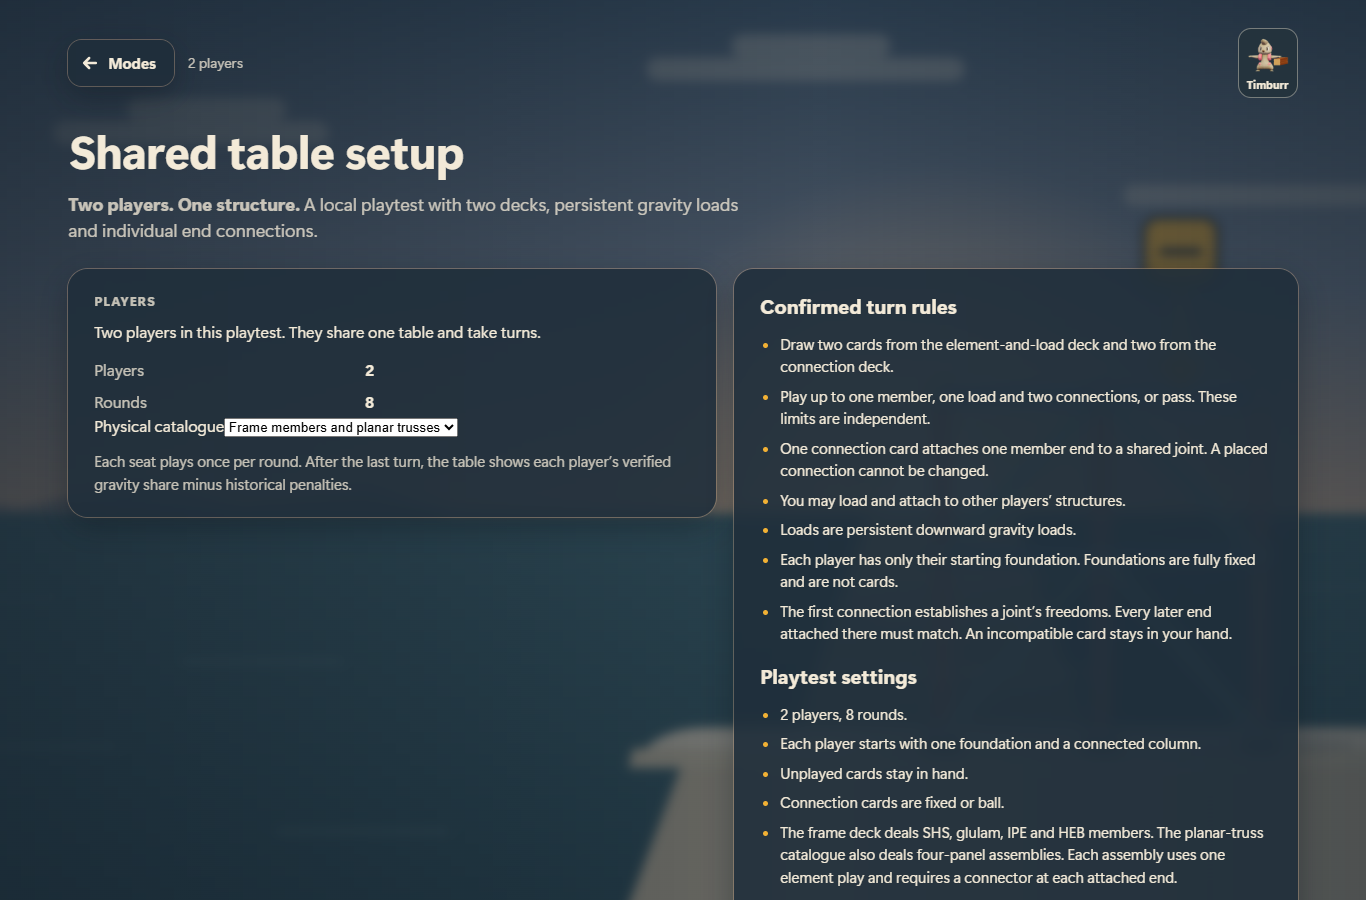 Modes
2 players
Timburr
Shared table setup
Two players. One structure. A local playtest with two decks, persistent gravity loads
and individual end connections.
PLAYERS
Two players in this playtest. They share one table and take turns.
Players 2
Rounds 8
Physical catalogue Frame members and planar trusses
Each seat plays once per round. After the last turn, the table shows each player’s verified
gravity share minus historical penalties.
Confirmed turn rules
Draw two cards from the element-and-load deck and two from the
connection deck.
Play up to one member, one load and two connections, or pass. These
limits are independent.
One connection card attaches one member end to a shared joint. A placed
connection cannot be changed.
You may load and attach to other players’ structures.
Loads are persistent downward gravity loads.
Each player has only their starting foundation. Foundations are fully fixed
and are not cards.
The first connection establishes a joint’s freedoms. Every later end
attached there must match. An incompatible card stays in your hand.
Playtest settings
2 players, 8 rounds.
Each player starts with one foundation and a connected column.
Unplayed cards stay in hand.
Connection cards are fixed or ball.
The frame deck deals SHS, glulam, IPE and HEB members. The planar-truss
catalogue also deals four-panel assemblies. Each assembly uses one
element play and requires a connector at each attached end.